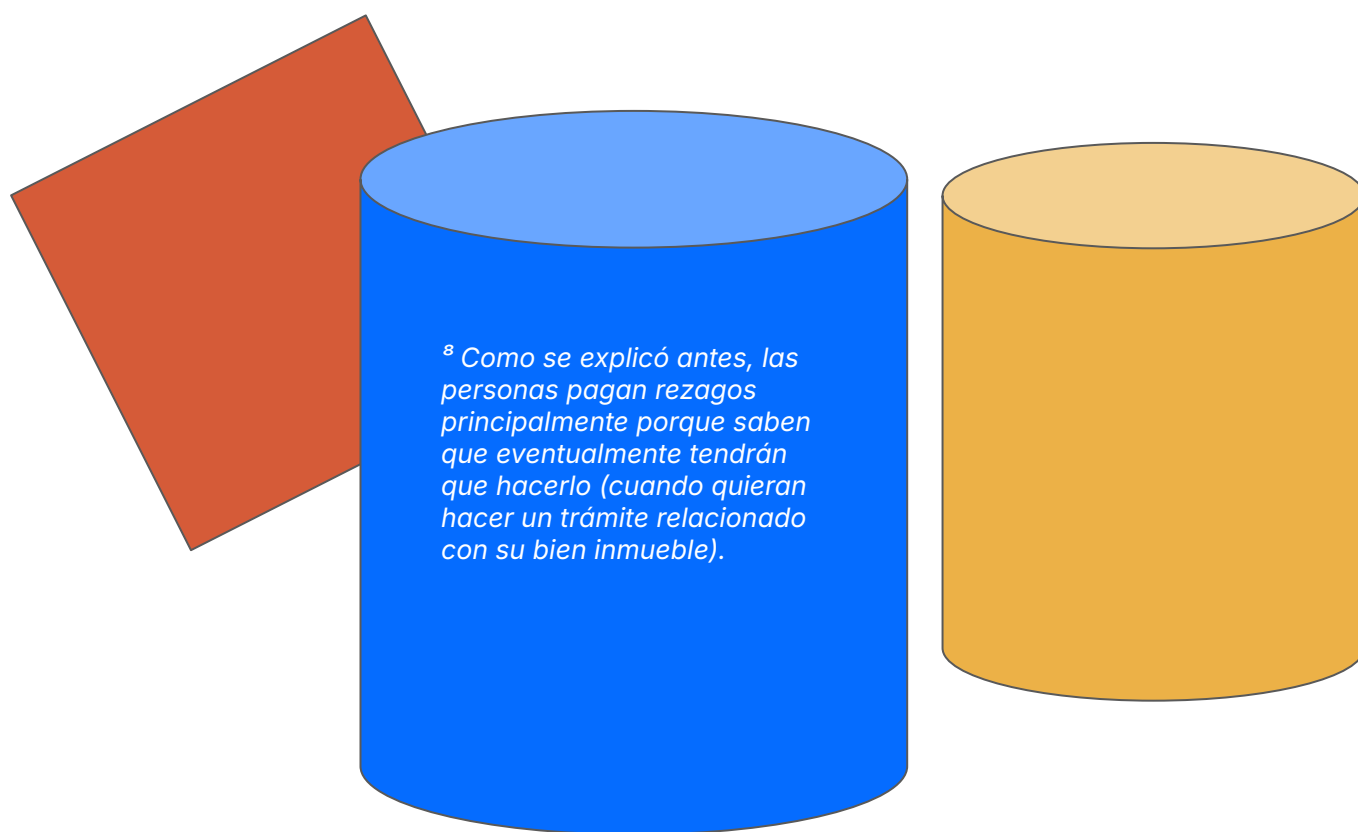 ⁸ Como se explicó antes, las
personas pagan rezagos
principalmente porque saben
que eventualmente tendrán
que hacerlo (cuando quieran
hacer un trámite relacionado
con su bien inmueble).